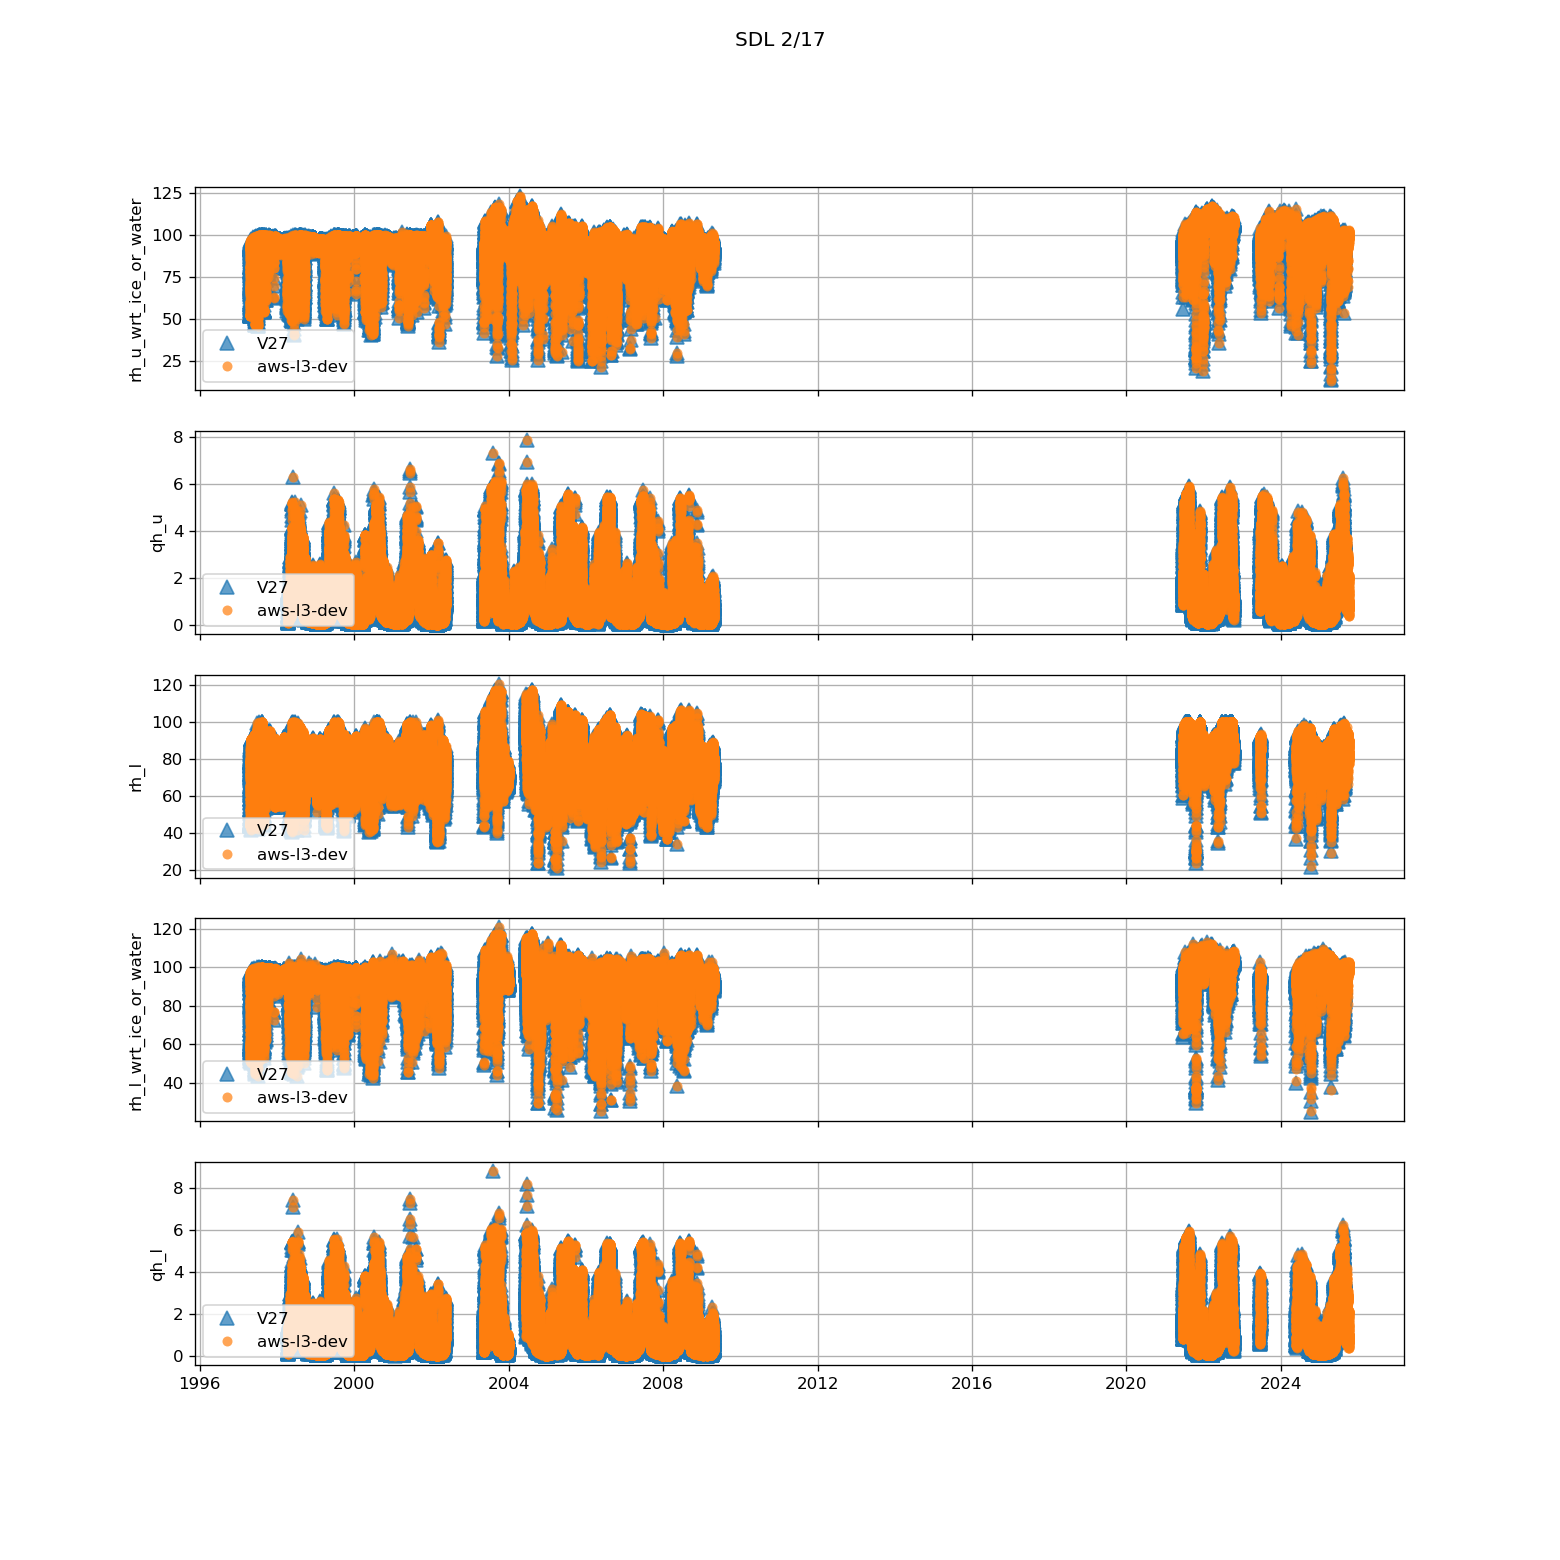 SDL 2/17
rh_u_wrt_ice_or_water
125
100
75
50
25
V27
aws-l3-dev
qh_u
8
6
4
2
0
V27
aws-l3-dev
rh_l
120
100
80
60
40
20
V27
aws-l3-dev
rh_l_wrt_ice_or_water
120
100
80
60
40
V27
aws-l3-dev
qh_l
8
6
4
2
0
V27
aws-l3-dev
1996 2000 2004 2008 2012 2016 2020 2024